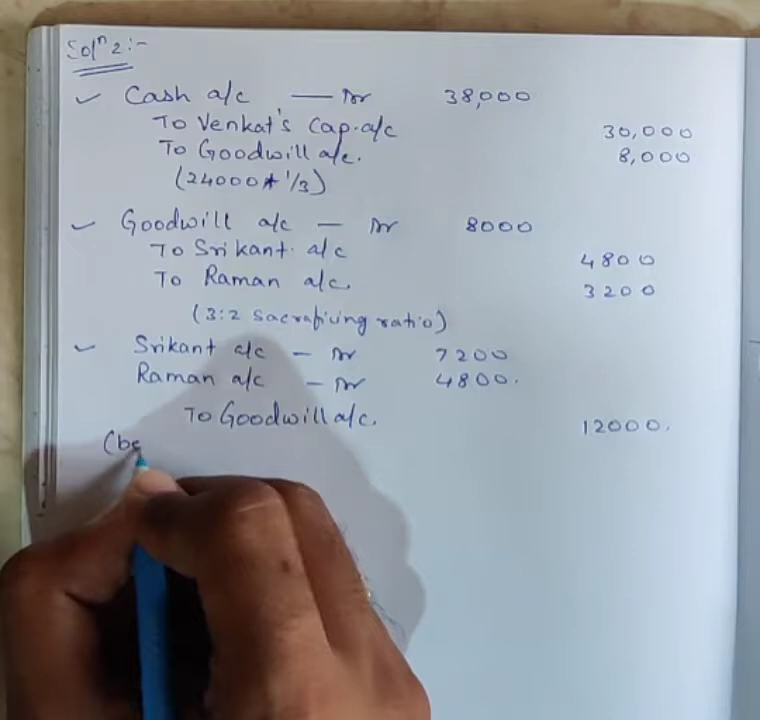 Solⁿ 2:-
✓ Cash a/c — Dr 38,000
To Venkat's Cap. a/c 30,000
To Goodwill a/c. 8,000
(24000 * 1/3)
✓ Goodwill a/c — Dr 8000
To Srikant a/c 4800
To Raman a/c. 3200
(3:2 Sacrafiving ratio)
✓ Srikant a/c — Dr 7200
Raman a/c — Dr 4800.
To Goodwill a/c. 12000.
(be